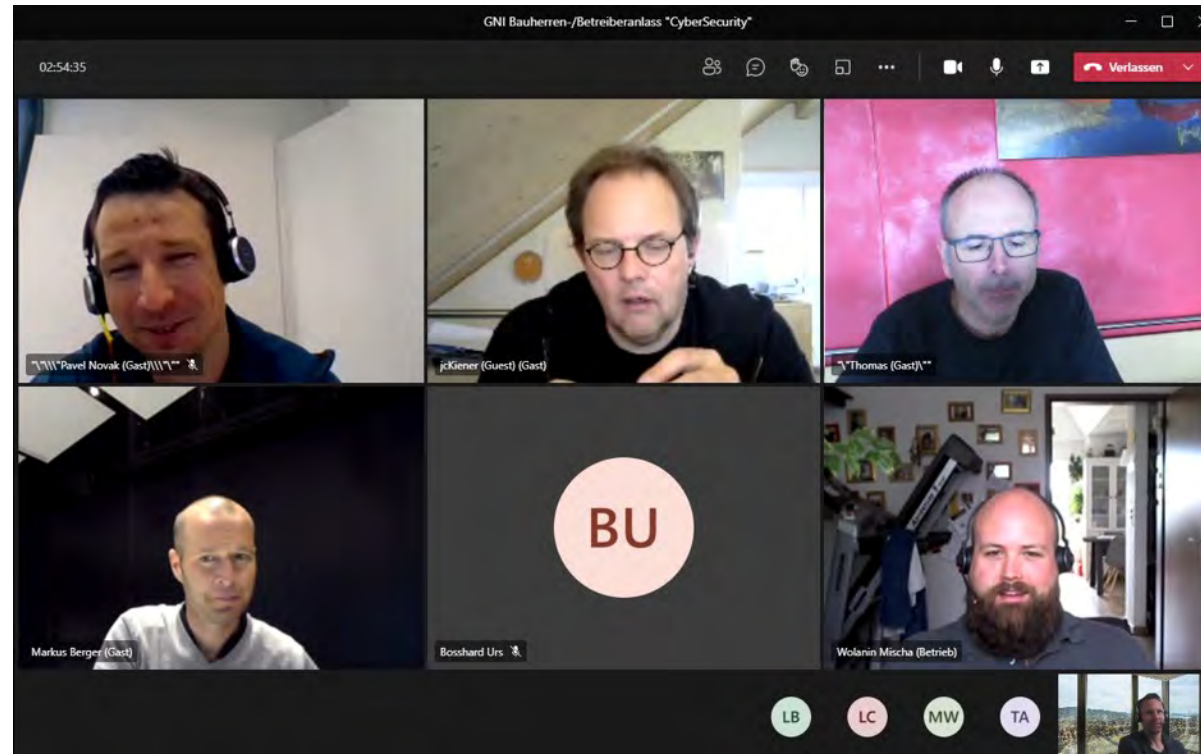 GNI Bauherren-/Betreiberanlass "CyberSecurity"
02:54:35
Verlassen
"\"\\\"Pavel Novak (Gast)\\\"\""
jcKiener (Guest) (Gast)
"\"Thomas (Gast)\""
BU
Markus Berger (Gast)
Bosshard Urs
Wolanin Mischa (Betrieb)
LB
LC
MW
TA